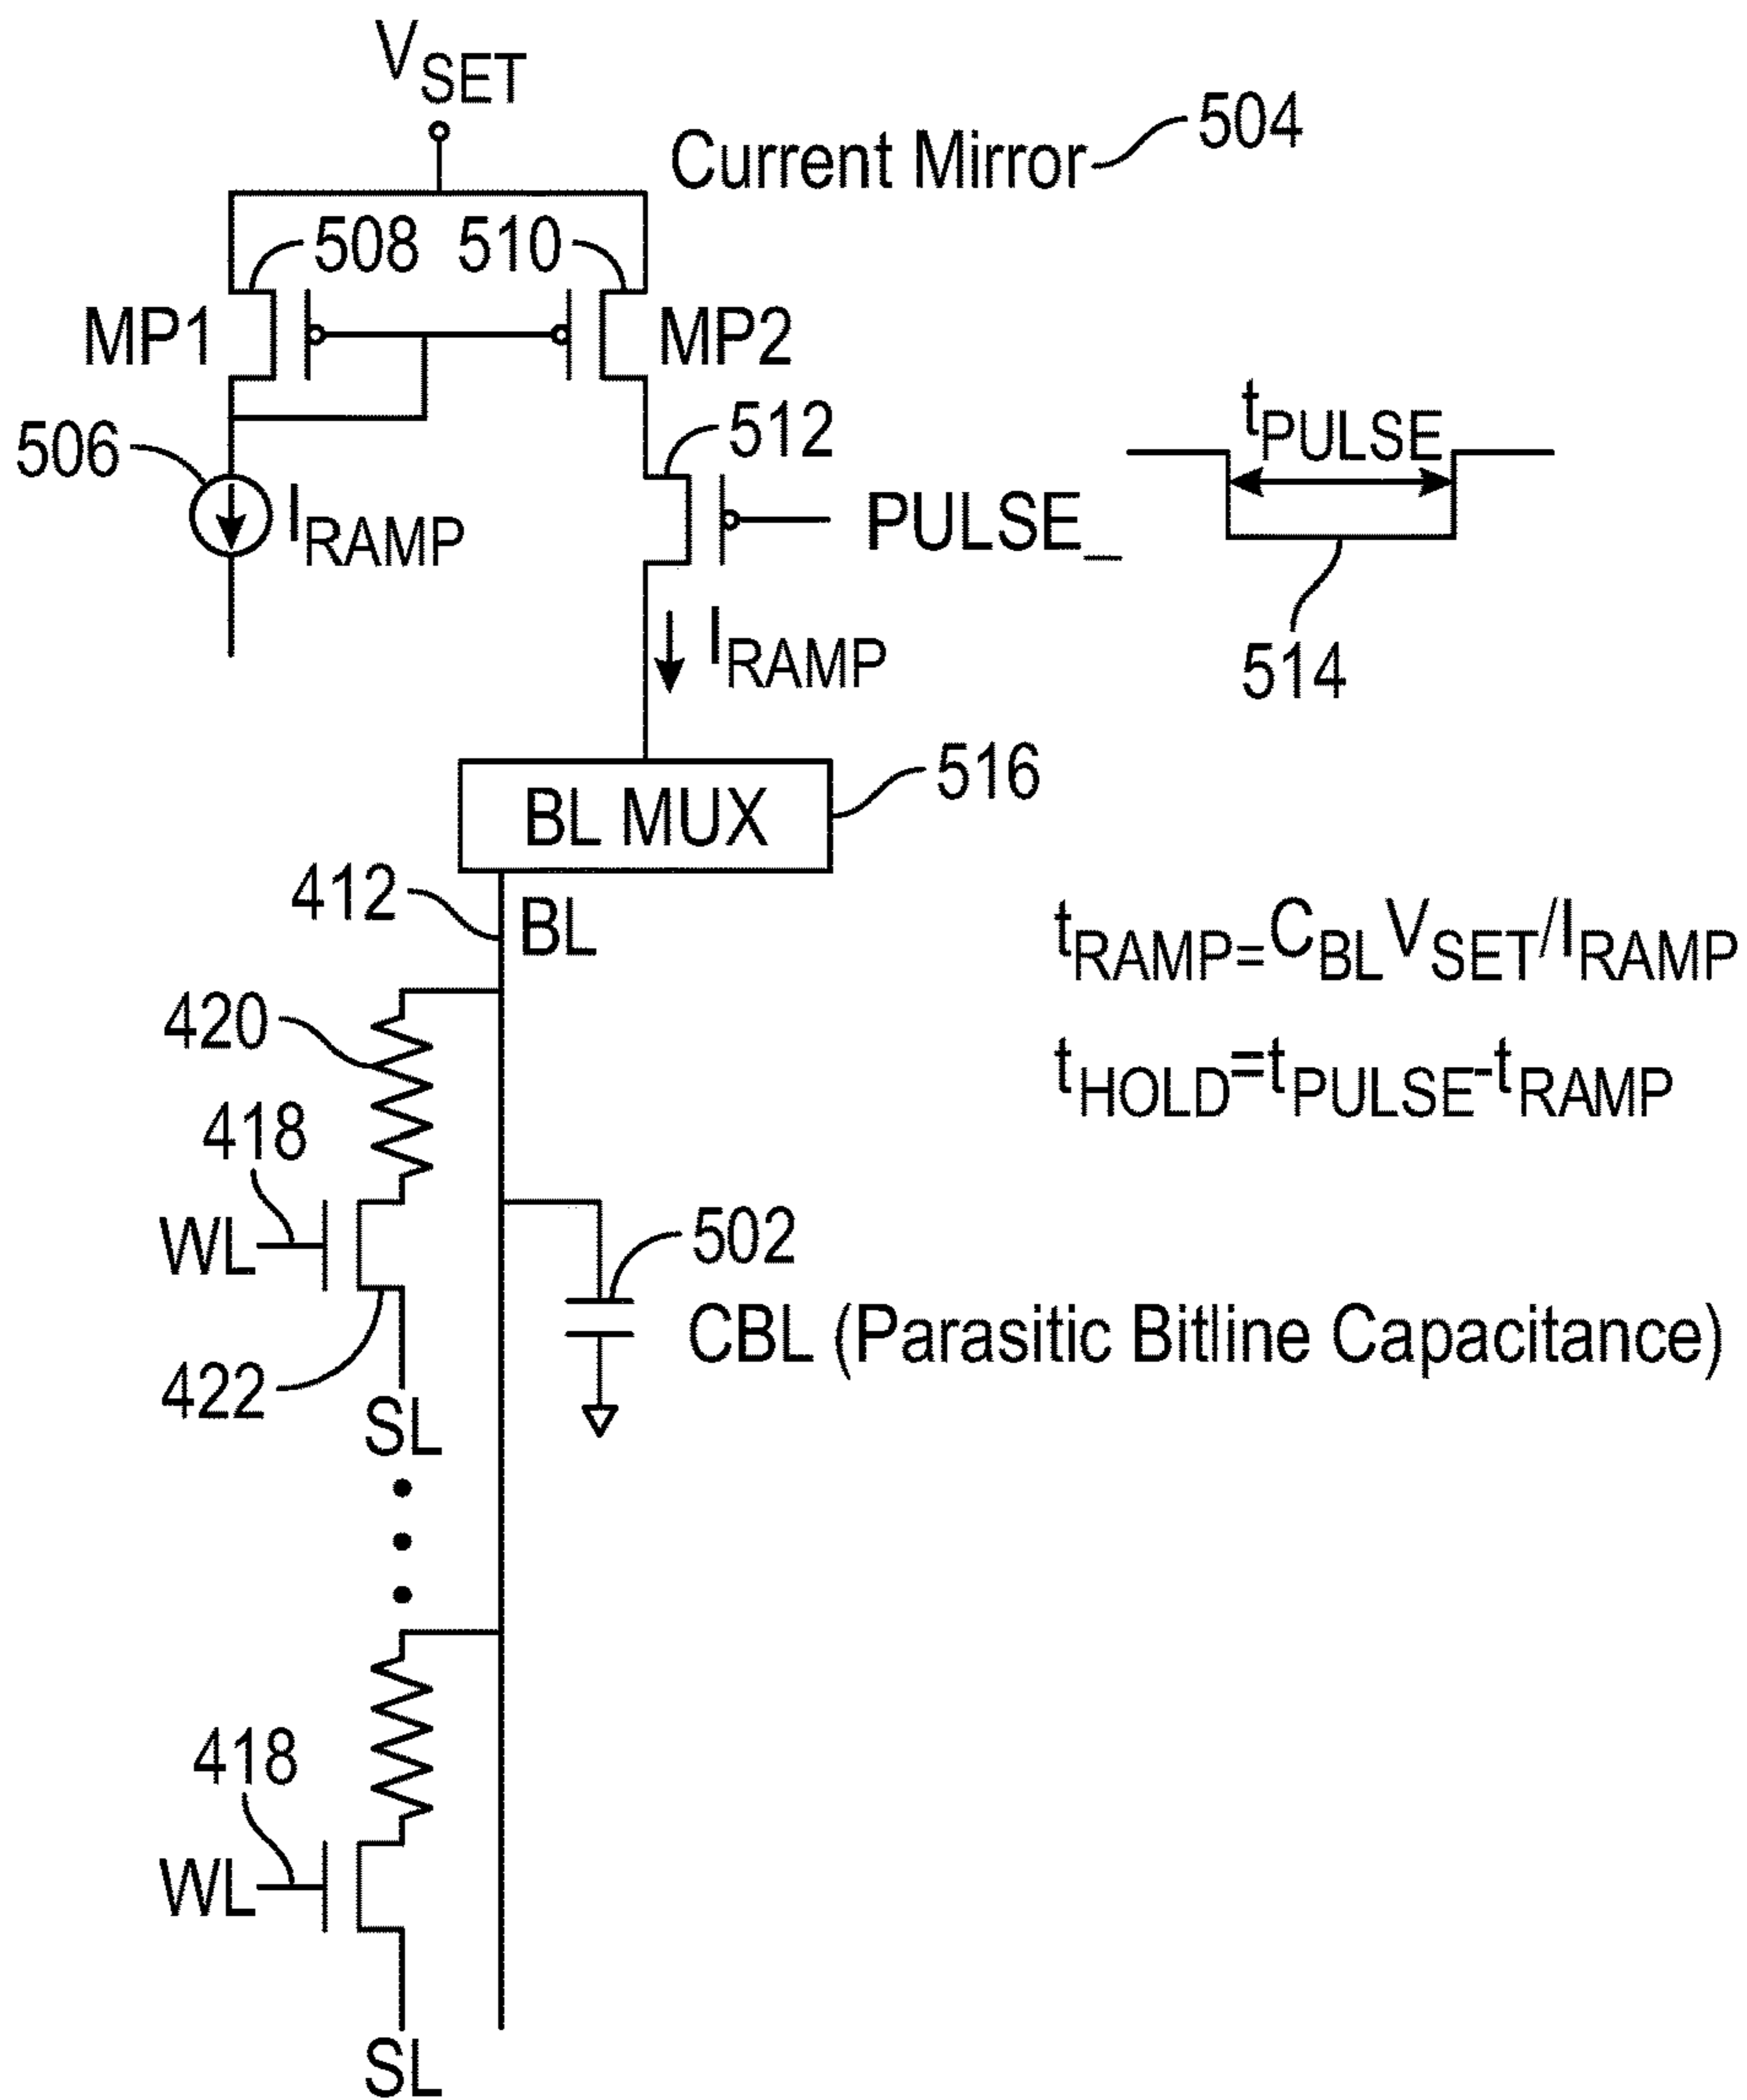 VSET
Current Mirror 504
508 510
MP1 MP2
512
tPULSE
506
IRAMP
PULSE_
IRAMP
514
516
BL MUX
412
BL
tRAMP=CBLVSET/IRAMP
420
tHOLD=tPULSE-tRAMP
418
WL
502
CBL (Parasitic Bitline Capacitance)
422
SL
418
WL
SL